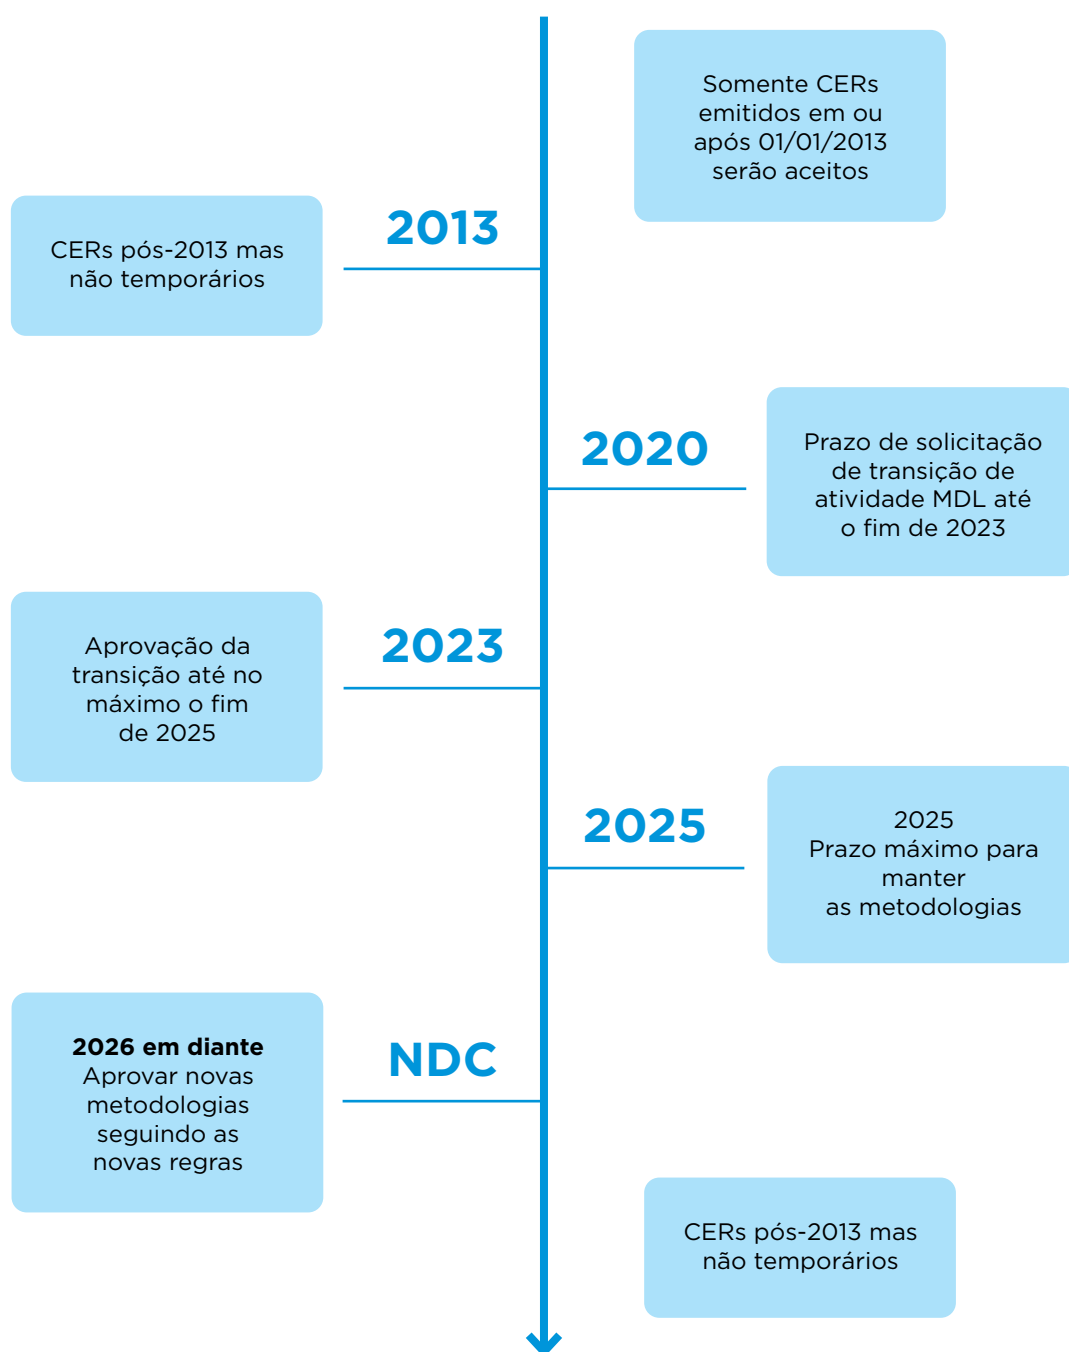 Somente CERs
emitidos em ou
após 01/01/2013
serão aceitos
2013
CERs pós-2013 mas
não temporários
2020
Prazo de solicitação
de transição de
atividade MDL até
o fim de 2023
2023
Aprovação da
transição até no
máximo o fim
de 2025
2025
2025
Prazo máximo para
manter
as metodologias
NDC
2026 em diante
Aprovar novas
metodologias
seguindo as
novas regras
CERs pós-2013 mas
não temporários